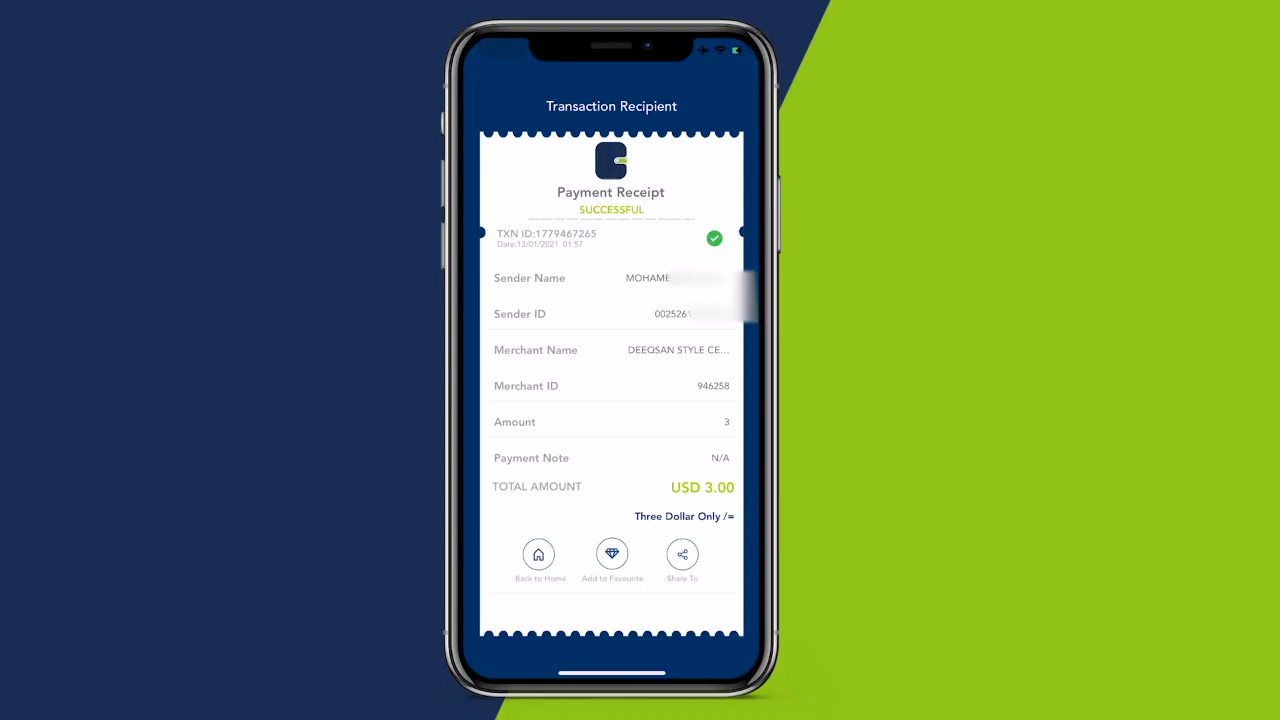 Transaction Recipient
Payment Receipt
SUCCESSFUL
TXN ID:1779467265
Date:13/01/2021 01:57
Sender Name MOHAME
Sender ID 0025261
Merchant Name DEEQSAN STYLE CE...
Merchant ID 946258
Amount 3
Payment Note N/A
TOTAL AMOUNT USD 3.00
Three Dollar Only /=
Back to Home Add to Favourite Share To